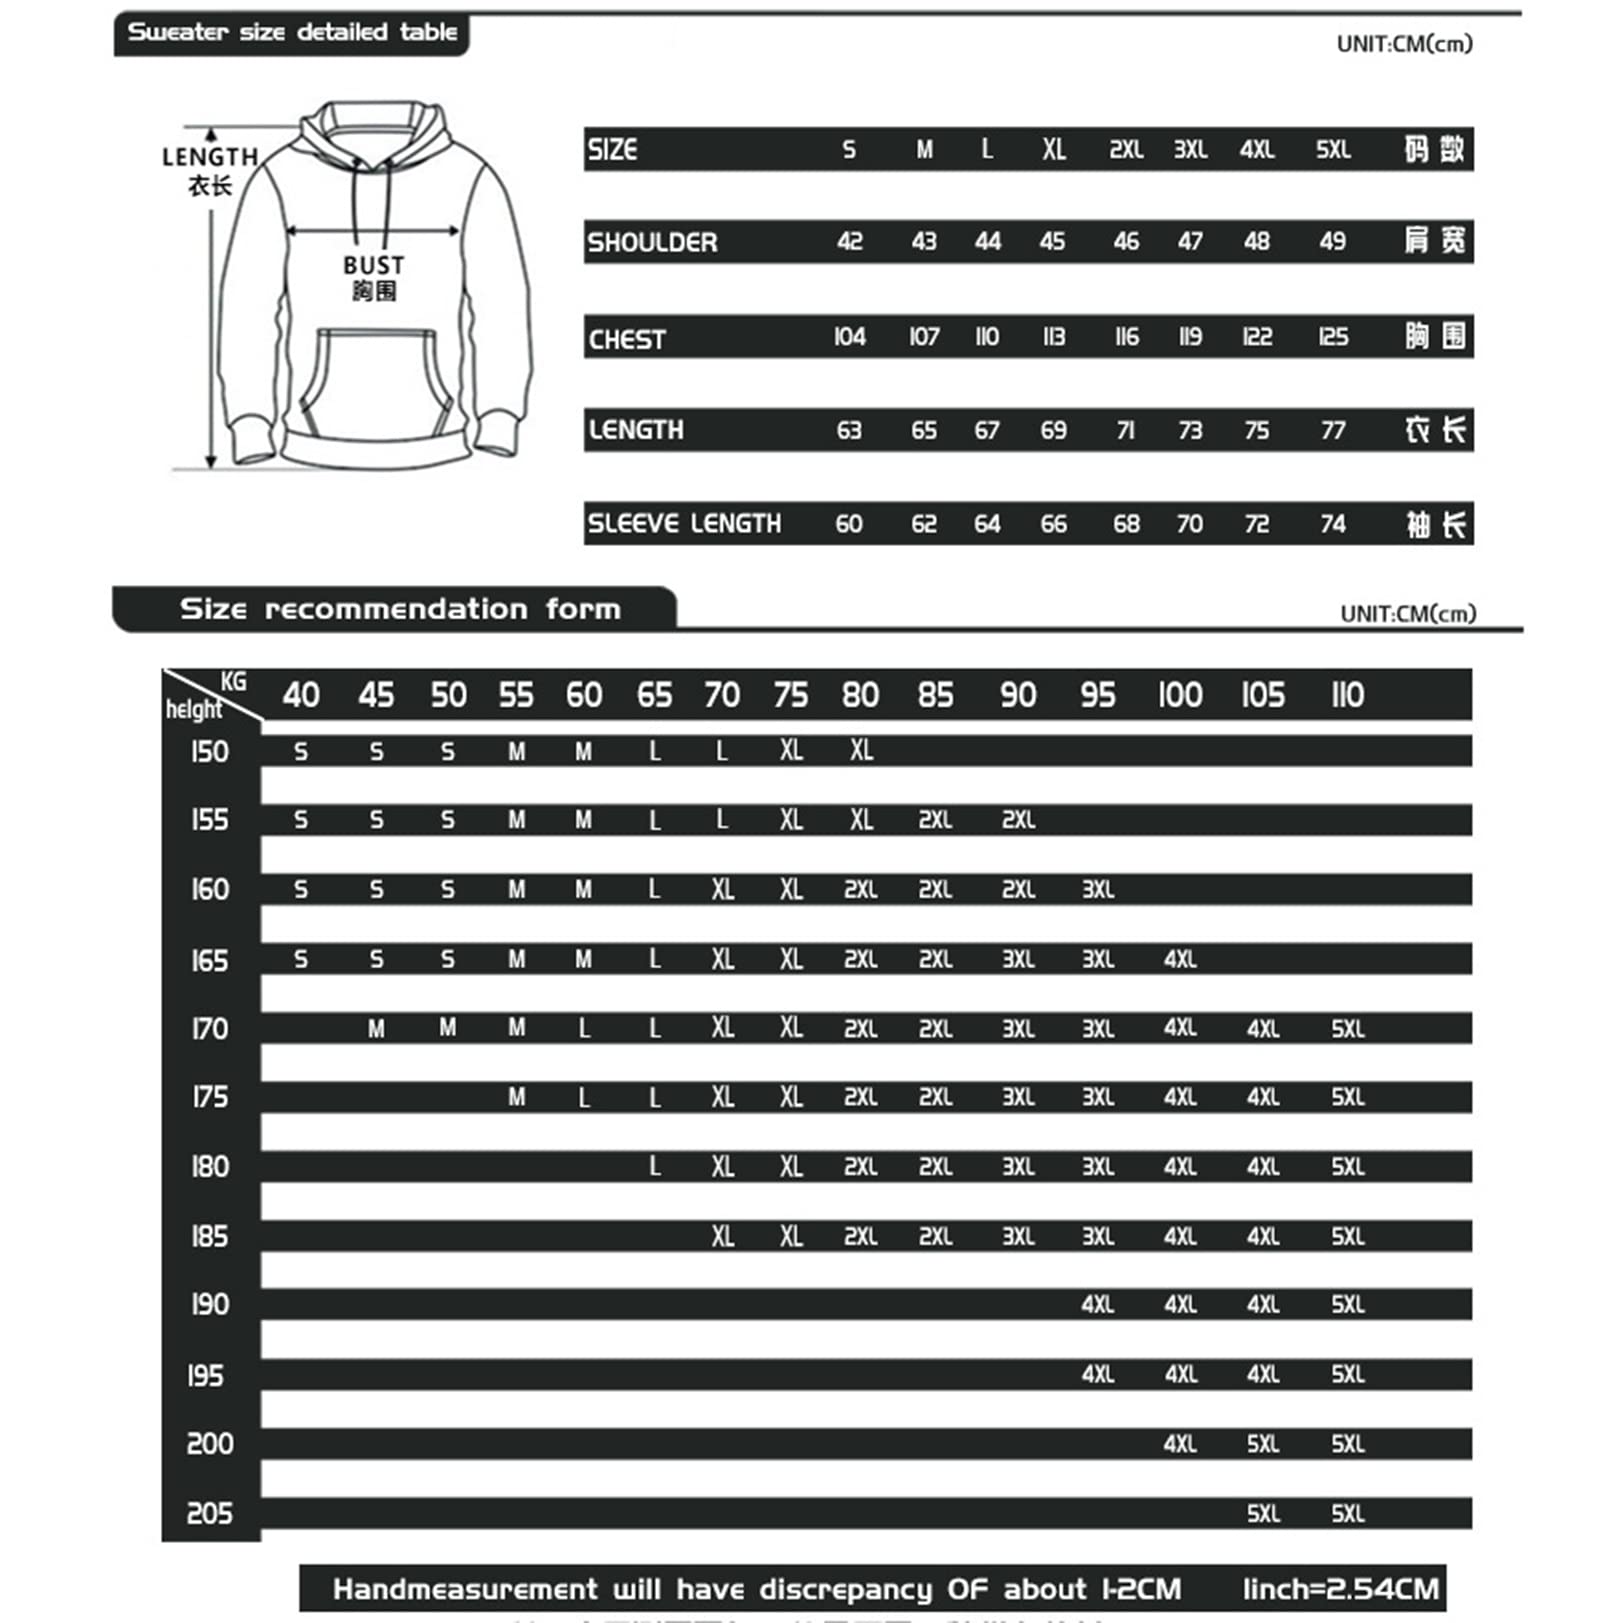 Sweater size detailed table
UNIT:CM(cm)
LENGTH
衣长
BUST
胸围
SIZE S M L XL 2XL 3XL 4XL 5XL 码数
SHOULDER 42 43 44 45 46 47 48 49 肩宽
CHEST 104 107 110 113 116 119 122 125 胸围
LENGTH 63 65 67 69 71 73 75 77 衣长
SLEEVE LENGTH 60 62 64 66 68 70 72 74 袖长
Size recommendation form
UNIT:CM(cm)
KG 40 45 50 55 60 65 70 75 80 85 90 95 100 105 110
height
150 S S S M M L L XL XL
155 S S S M M L L XL XL 2XL 2XL
160 S S S M M L XL XL 2XL 2XL 2XL 3XL
165 S S S M M L XL XL 2XL 2XL 3XL 3XL 4XL
170 M M M L L XL XL 2XL 2XL 3XL 3XL 4XL 4XL 5XL
175 M L L XL XL 2XL 2XL 3XL 3XL 4XL 4XL 5XL
180 L XL XL 2XL 2XL 3XL 3XL 4XL 4XL 5XL
185 XL XL 2XL 2XL 3XL 3XL 4XL 4XL 5XL
190 4XL 4XL 4XL 5XL
195 4XL 4XL 4XL 5XL
200 4XL 5XL 5XL
205 5XL 5XL
Handmeasurement will have discrepancy OF about 1-2CM 1inch=2.54CM